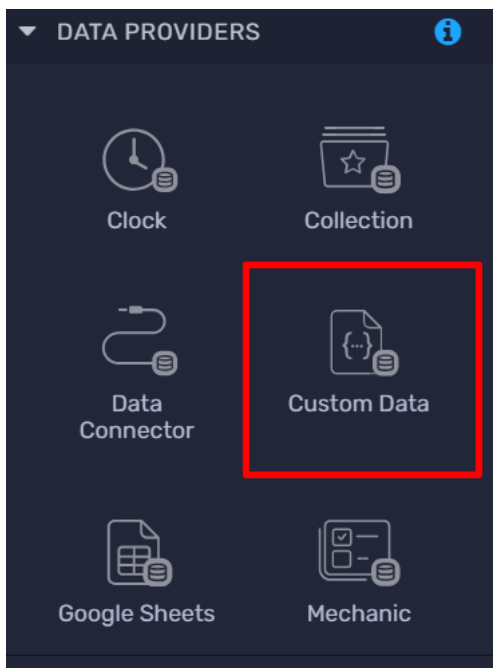 DATA PROVIDERS
Clock
Collection
Data
Connector
{...}
Custom Data
Google Sheets
Mechanic